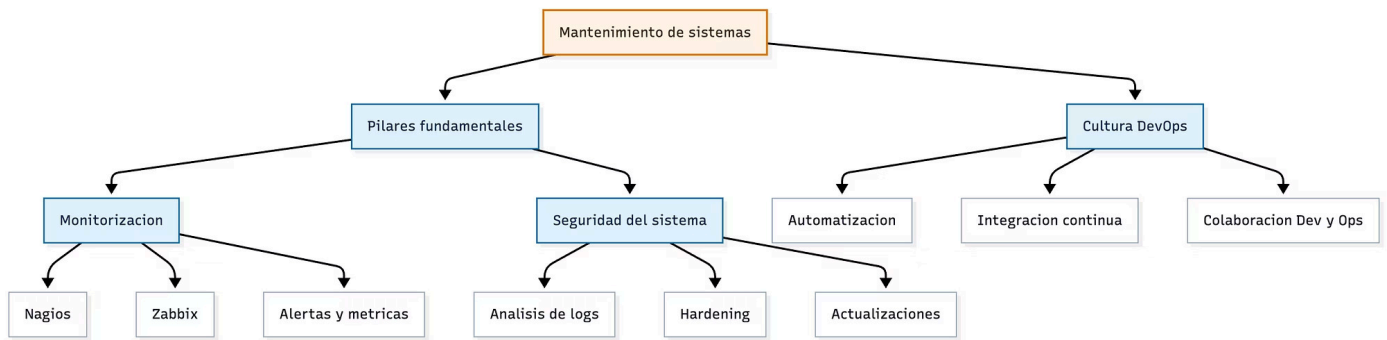 Mantenimiento de sistemas
Pilares fundamentales
Cultura DevOps
Monitorizacion
Seguridad del sistema
Automatizacion
Integracion continua
Colaboracion Dev y Ops
Nagios
Zabbix
Alertas y metricas
Analisis de logs
Hardening
Actualizaciones